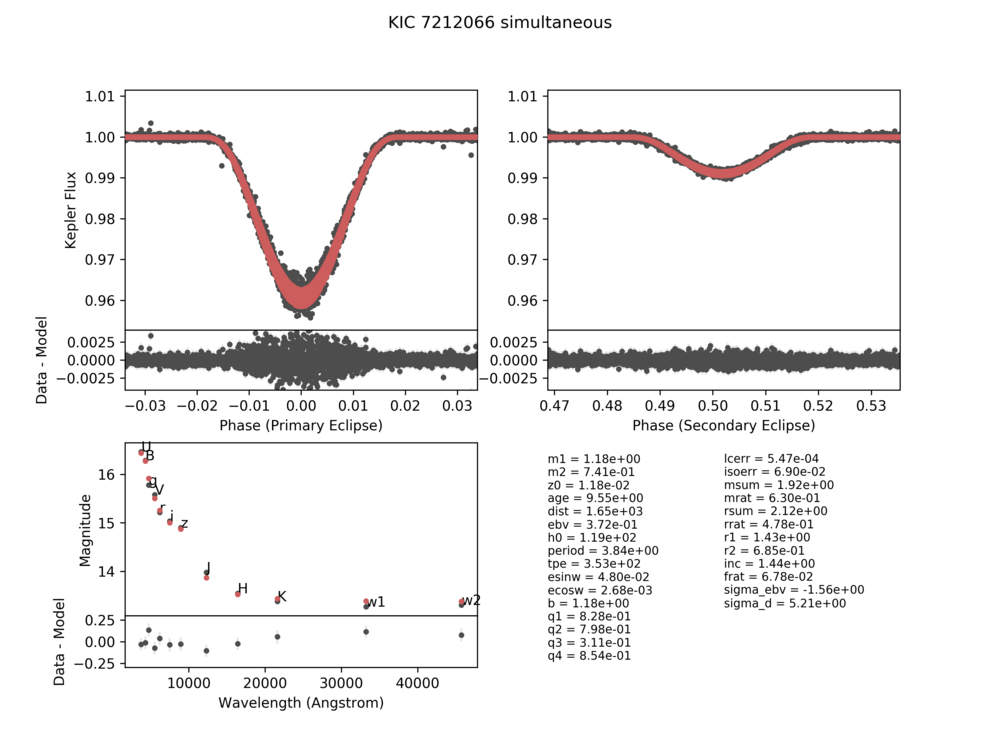 KIC 7212066 simultaneous
1.01
1.00
0.99
0.98
0.97
0.96
Kepler Flux
0.0025
0.0000
−0.0025
Data - Model
−0.03 −0.02 −0.01 0.00 0.01 0.02 0.03
Phase (Primary Eclipse)
1.01
1.00
0.99
0.98
0.97
0.96
0.0025
0.0000
−0.0025
0.47 0.48 0.49 0.50 0.51 0.52 0.53
Phase (Secondary Eclipse)
16
15
14
Magnitude
U
B
g
V
r
i
z
J
H
K
w1
w2
0.25
0.00
−0.25
Data - Model
10000 20000 30000 40000
Wavelength (Angstrom)
m1 = 1.18e+00
m2 = 7.41e-01
z0 = 1.18e-02
age = 9.55e+00
dist = 1.65e+03
ebv = 3.72e-01
h0 = 1.19e+02
period = 3.84e+00
tpe = 3.53e+02
esinw = 4.80e-02
ecosw = 2.68e-03
b = 1.18e+00
q1 = 8.28e-01
q2 = 7.98e-01
q3 = 3.11e-01
q4 = 8.54e-01
lcerr = 5.47e-04
isoerr = 6.90e-02
msum = 1.92e+00
mrat = 6.30e-01
rsum = 2.12e+00
rrat = 4.78e-01
r1 = 1.43e+00
r2 = 6.85e-01
inc = 1.44e+00
frat = 6.78e-02
sigma_ebv = -1.56e+00
sigma_d = 5.21e+00